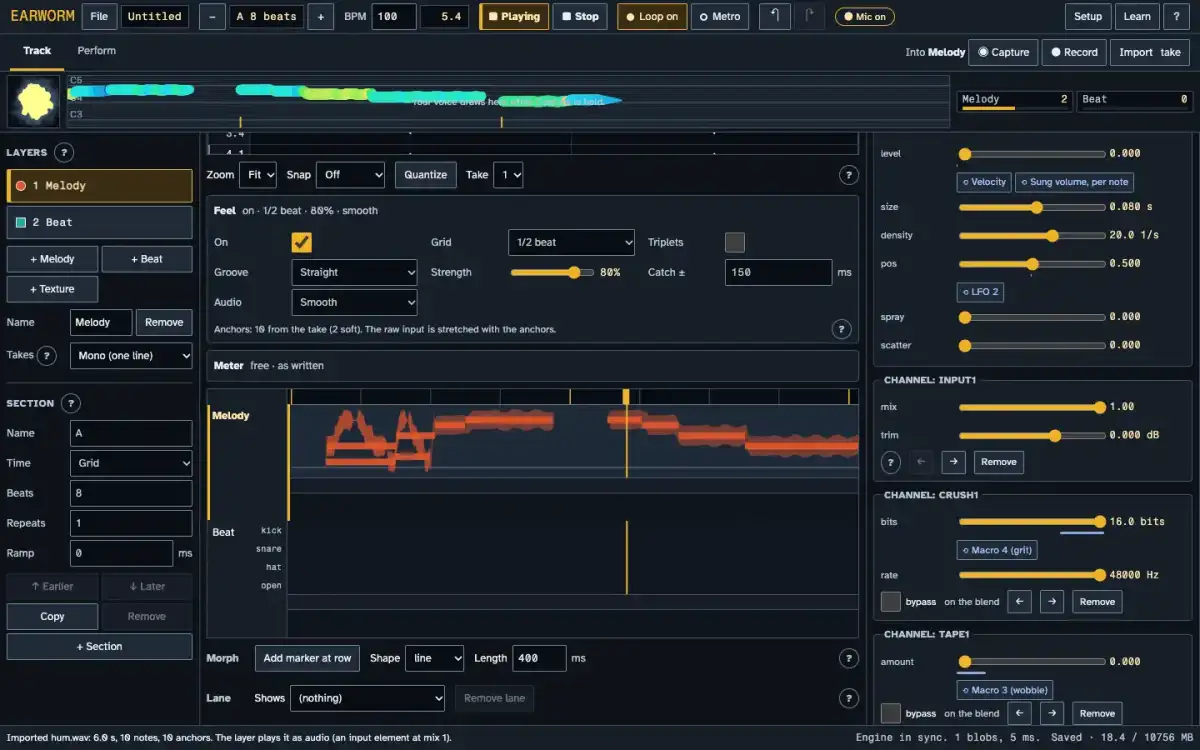 EARWORM File Untitled − A 8 beats + BPM 100 5.4 Playing Stop Loop on Metro Mic on Setup Learn ?
Track Perform Into Melody Capture Record Import take
C5
C4
C3
Melody 2 Beat 0
LAYERS ?
1 Melody
2 Beat
+ Melody + Beat
+ Texture
Name Melody Remove
Takes ? Mono (one line)
SECTION ?
Name A
Time Grid
Beats 8
Repeats 1
Ramp 0 ms
↑ Earlier ↓ Later
Copy Remove
+ Section
3.4
4.1
Zoom Fit Snap Off Quantize Take 1 ?
Feel on · 1/2 beat · 80% · smooth
On Grid 1/2 beat Triplets
Groove Straight Strength 80% Catch ± 150 ms
Audio Smooth
Anchors: 10 from the take (2 soft). The raw input is stretched with the anchors. ?
Meter free · as written
Melody
Beat kick
snare
hat
open
Morph Add marker at row Shape line Length 400 ms ?
Lane Shows (nothing) Remove lane ?
level 0.000
Velocity Sung volume, per note
size 0.080 s
density 20.0 1/s
pos 0.500
LFO 2
spray 0.000
scatter 0.000
CHANNEL: INPUT1
mix 1.00
trim 0.000 dB
? ← → Remove
CHANNEL: CRUSH1
bits 16.0 bits
Macro 4 (grit)
rate 48000 Hz
bypass on the blend ← → Remove
CHANNEL: TAPE1
amount 0.000
Macro 3 (wobble)
bypass on the blend ← → Remove
Imported hum.wav: 6.0 s, 10 notes, 10 anchors. The layer plays it as audio (an input element at mix 1).
Engine in sync. 1 blobs, 5 ms. Saved · 18.4 / 10756 MB